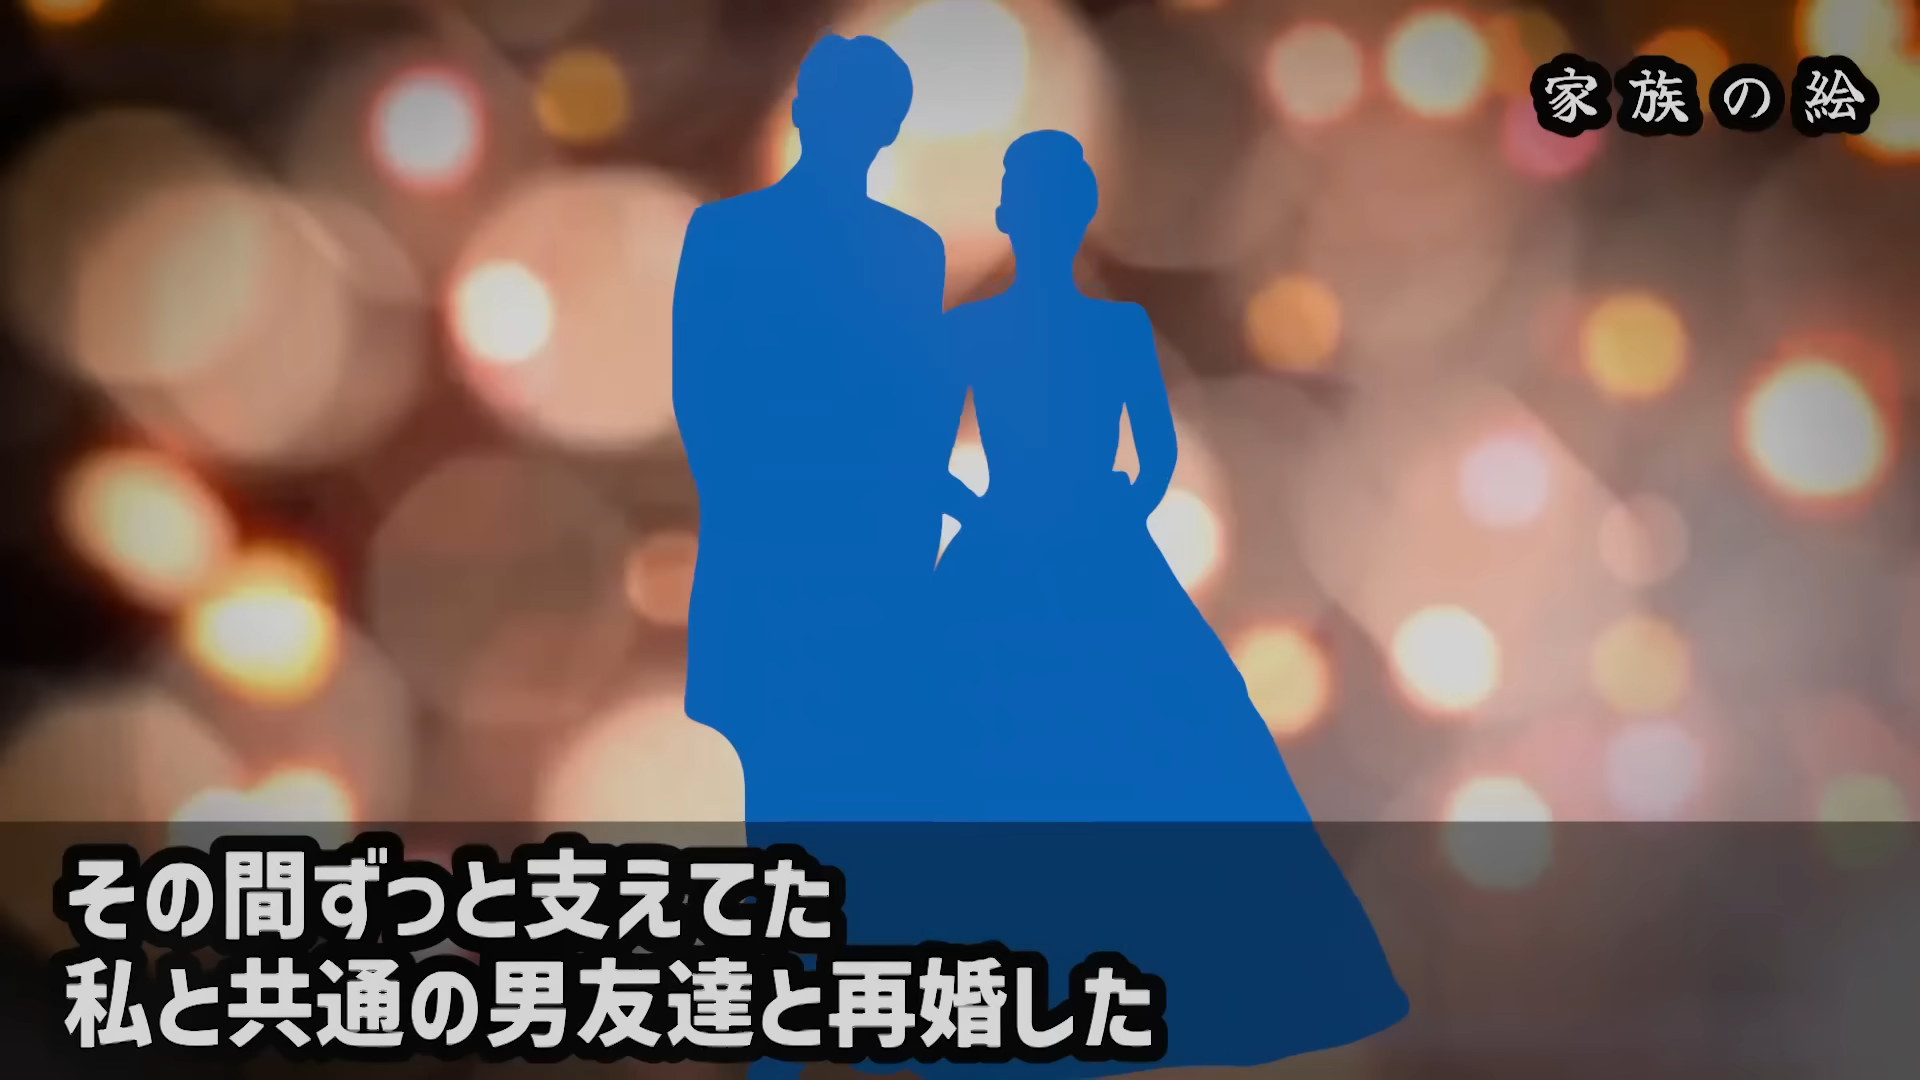 家族の絵
その間ずっと支えてた
私と共通の男友達と再婚した